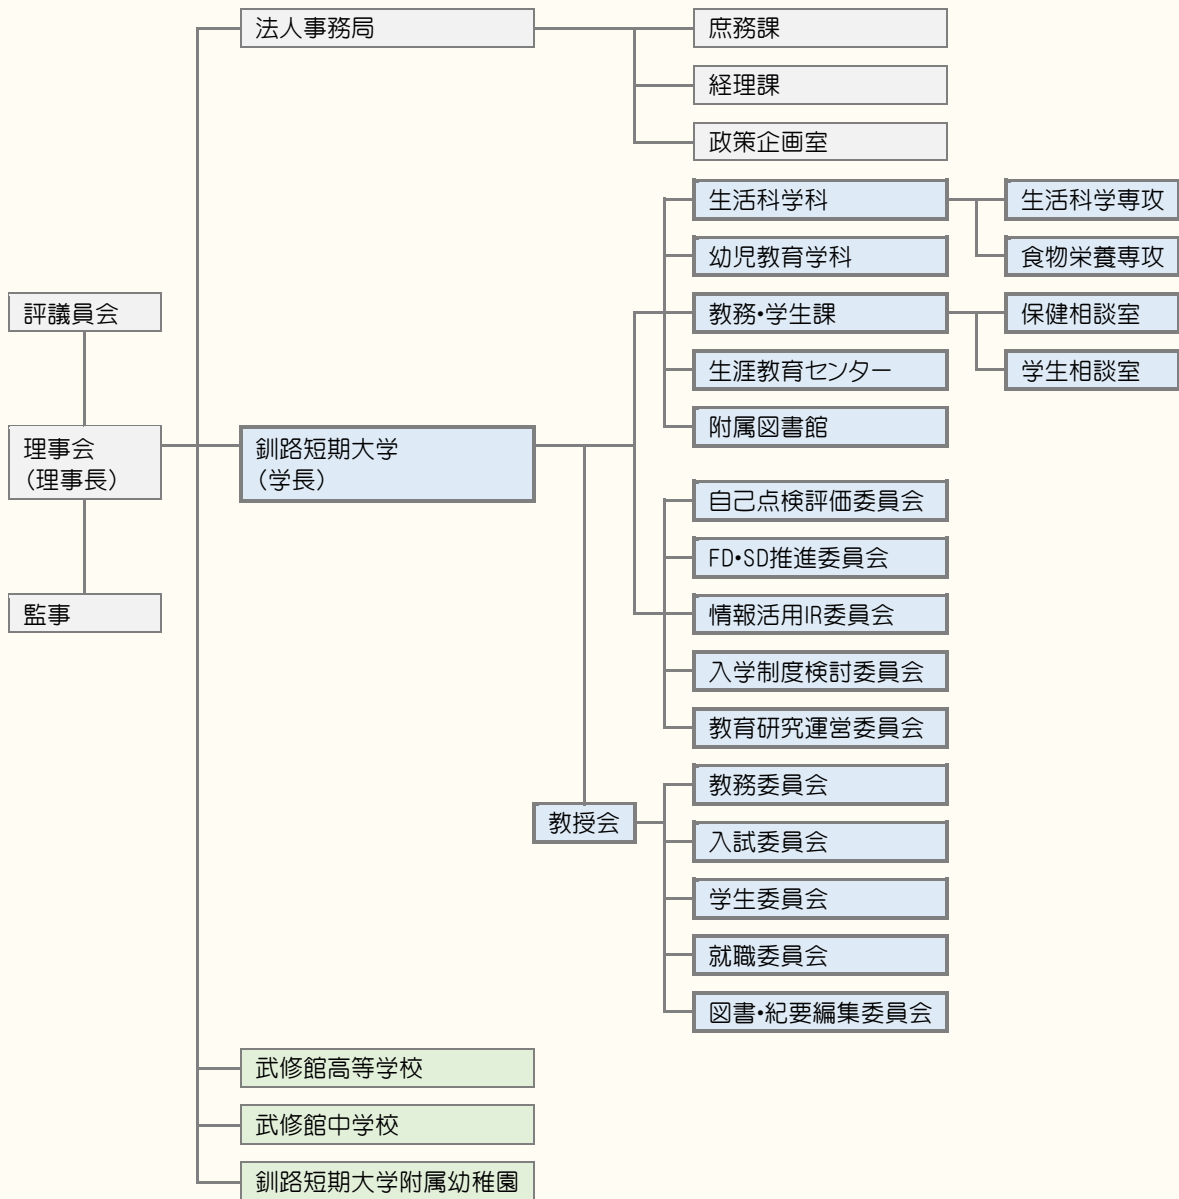 法人事務局
庶務課
経理課
政策企画室
生活科学科
生活科学専攻
幼児教育学科
食物栄養専攻
評議員会
教務・学生課
保健相談室
生涯教育センター
学生相談室
附属図書館
理事会
（理事長）
釧路短期大学
（学長）
自己点検評価委員会
FD・SD推進委員会
監事
情報活用IR委員会
入学制度検討委員会
教育研究運営委員会
教務委員会
教授会
入試委員会
学生委員会
就職委員会
図書・紀要編集委員会
武修館高等学校
武修館中学校
釧路短期大学附属幼稚園